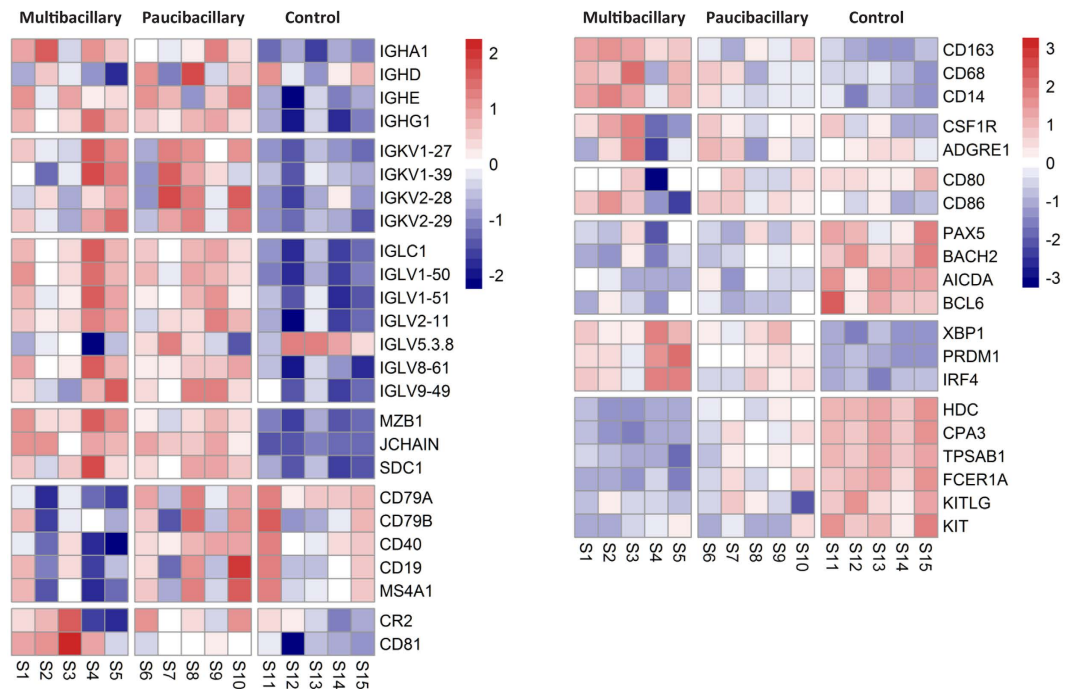 Multibacillary Paucibacillary Control
IGHA1
IGHD
IGHE
IGHG1
IGKV1-27
IGKV1-39
IGKV2-28
IGKV2-29
IGLC1
IGLV1-50
IGLV1-51
IGLV2-11
IGLV5.3.8
IGLV8-61
IGLV9-49
MZB1
JCHAIN
SDC1
CD79A
CD79B
CD40
CD19
MS4A1
CR2
CD81
S1 S2 S3 S4 S5 S6 S7 S8 S9 S10 S11 S12 S13 S14 S15
2
1
0
-1
-2
Multibacillary Paucibacillary Control
CD163
CD68
CD14
CSF1R
ADGRE1
CD80
CD86
PAX5
BACH2
AICDA
BCL6
XBP1
PRDM1
IRF4
HDC
CPA3
TPSAB1
FCER1A
KITLG
KIT
S1 S2 S3 S4 S5 S6 S7 S8 S9 S10 S11 S12 S13 S14 S15
3
2
1
0
-1
-2
-3